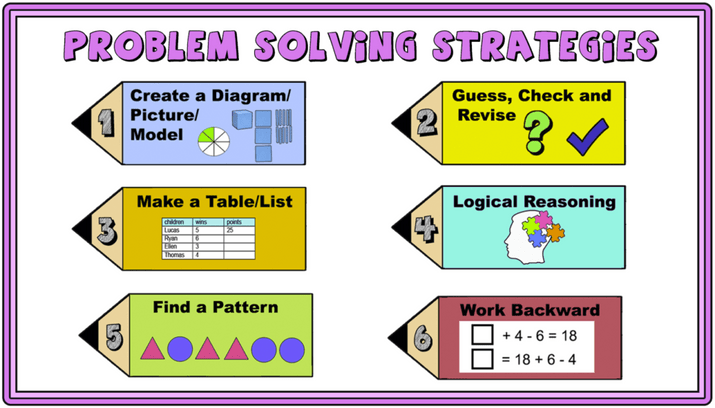 PROBLEM SOLVING STRATEGIES
1
Create a Diagram/
Picture/
Model
2
Guess, Check and
Revise
?
3
Make a Table/List
children wins points
Lucas 5 25
Ryan 6
Ellen 3
Thomas 4
4
Logical Reasoning
5
Find a Pattern
6
Work Backward
+ 4 - 6 = 18
= 18 + 6 - 4